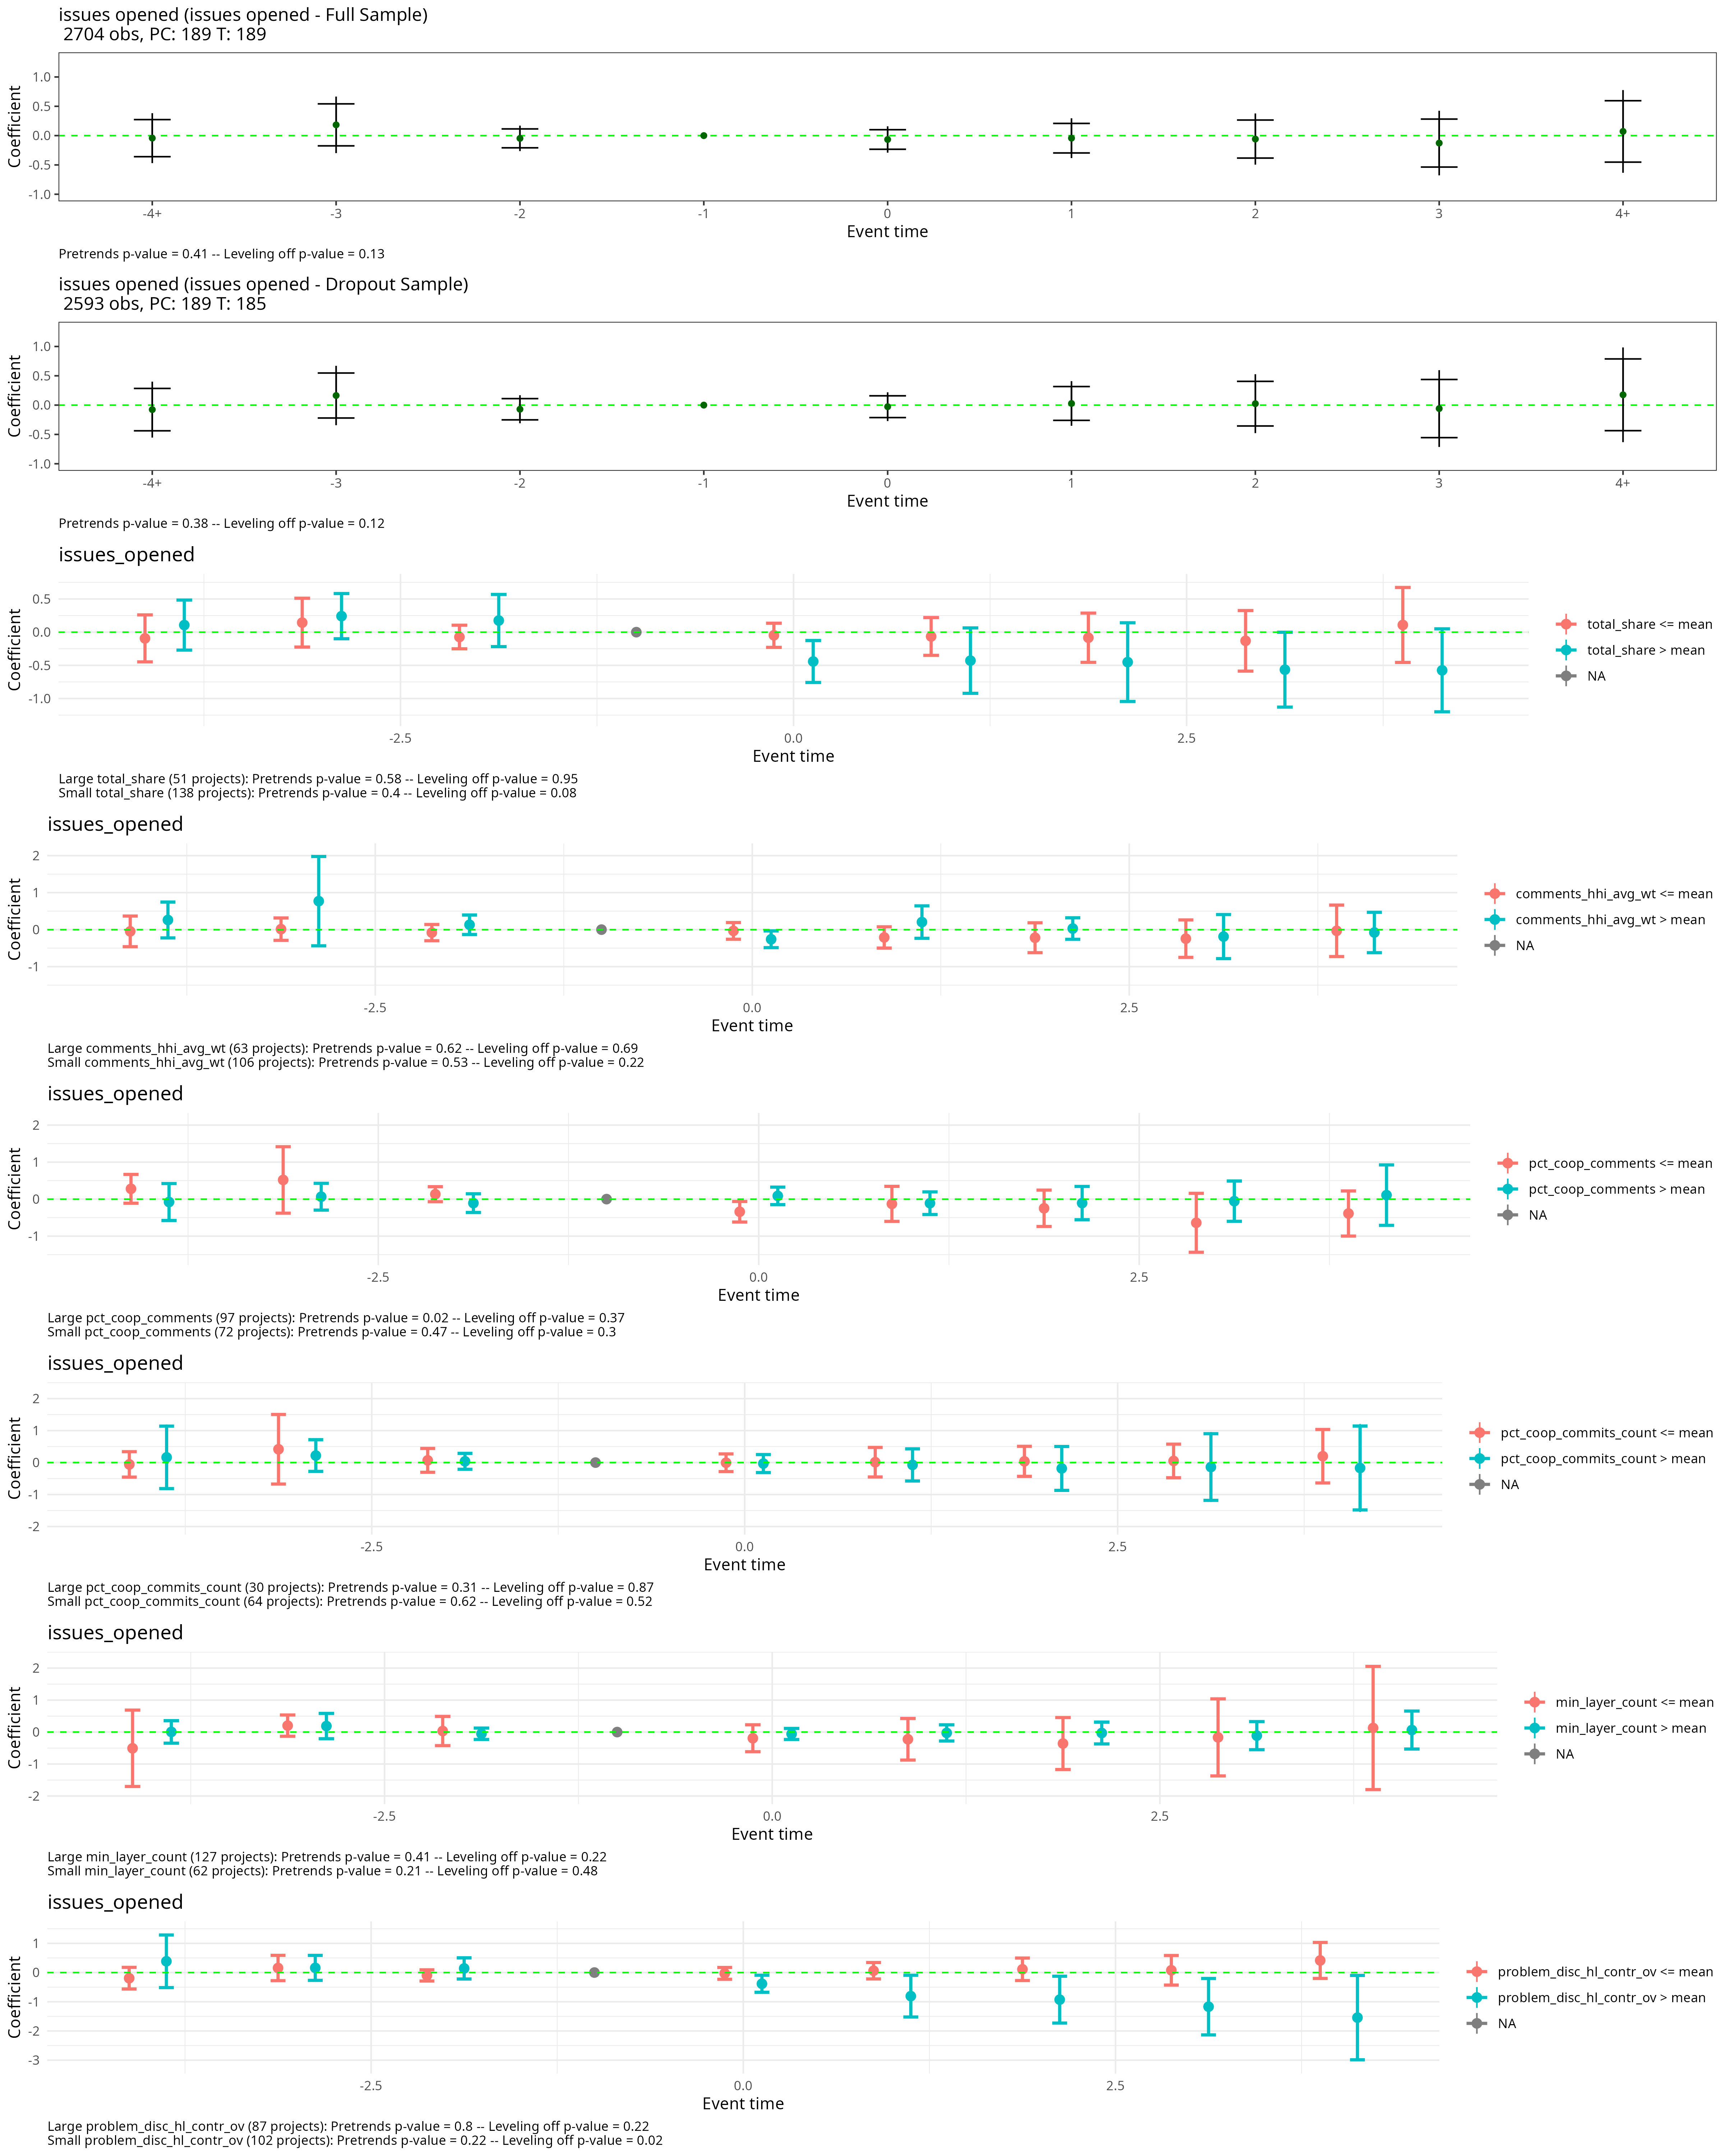 issues opened (issues opened - Full Sample)
2704 obs, PC: 189 T: 189
Coefficient
1.0
0.5
0.0
-0.5
-1.0
-4+ -3 -2 -1 0 1 2 3 4+
Event time
Pretrends p-value = 0.41 -- Leveling off p-value = 0.13
issues opened (issues opened - Dropout Sample)
2593 obs, PC: 189 T: 185
Coefficient
1.0
0.5
0.0
-0.5
-1.0
-4+ -3 -2 -1 0 1 2 3 4+
Event time
Pretrends p-value = 0.38 -- Leveling off p-value = 0.12
issues_opened
Coefficient
0.5
0.0
-0.5
-1.0
-2.5 0.0 2.5
Event time
total_share <= mean
total_share > mean
NA
Large total_share (51 projects): Pretrends p-value = 0.58 -- Leveling off p-value = 0.95
Small total_share (138 projects): Pretrends p-value = 0.4 -- Leveling off p-value = 0.08
issues_opened
Coefficient
2
1
0
-1
-2.5 0.0 2.5
Event time
comments_hhi_avg_wt <= mean
comments_hhi_avg_wt > mean
NA
Large comments_hhi_avg_wt (63 projects): Pretrends p-value = 0.62 -- Leveling off p-value = 0.69
Small comments_hhi_avg_wt (106 projects): Pretrends p-value = 0.53 -- Leveling off p-value = 0.22
issues_opened
Coefficient
2
1
0
-1
-2.5 0.0 2.5
Event time
pct_coop_comments <= mean
pct_coop_comments > mean
NA
Large pct_coop_comments (97 projects): Pretrends p-value = 0.02 -- Leveling off p-value = 0.37
Small pct_coop_comments (72 projects): Pretrends p-value = 0.47 -- Leveling off p-value = 0.3
issues_opened
Coefficient
2
1
0
-1
-2
-2.5 0.0 2.5
Event time
pct_coop_commits_count <= mean
pct_coop_commits_count > mean
NA
Large pct_coop_commits_count (30 projects): Pretrends p-value = 0.31 -- Leveling off p-value = 0.87
Small pct_coop_commits_count (64 projects): Pretrends p-value = 0.62 -- Leveling off p-value = 0.52
issues_opened
Coefficient
2
1
0
-1
-2
-2.5 0.0 2.5
Event time
min_layer_count <= mean
min_layer_count > mean
NA
Large min_layer_count (127 projects): Pretrends p-value = 0.41 -- Leveling off p-value = 0.22
Small min_layer_count (62 projects): Pretrends p-value = 0.21 -- Leveling off p-value = 0.48
issues_opened
Coefficient
1
0
-1
-2
-3
-2.5 0.0 2.5
Event time
problem_disc_hl_contr_ov <= mean
problem_disc_hl_contr_ov > mean
NA
Large problem_disc_hl_contr_ov (87 projects): Pretrends p-value = 0.8 -- Leveling off p-value = 0.22
Small problem_disc_hl_contr_ov (102 projects): Pretrends p-value = 0.22 -- Leveling off p-value = 0.02